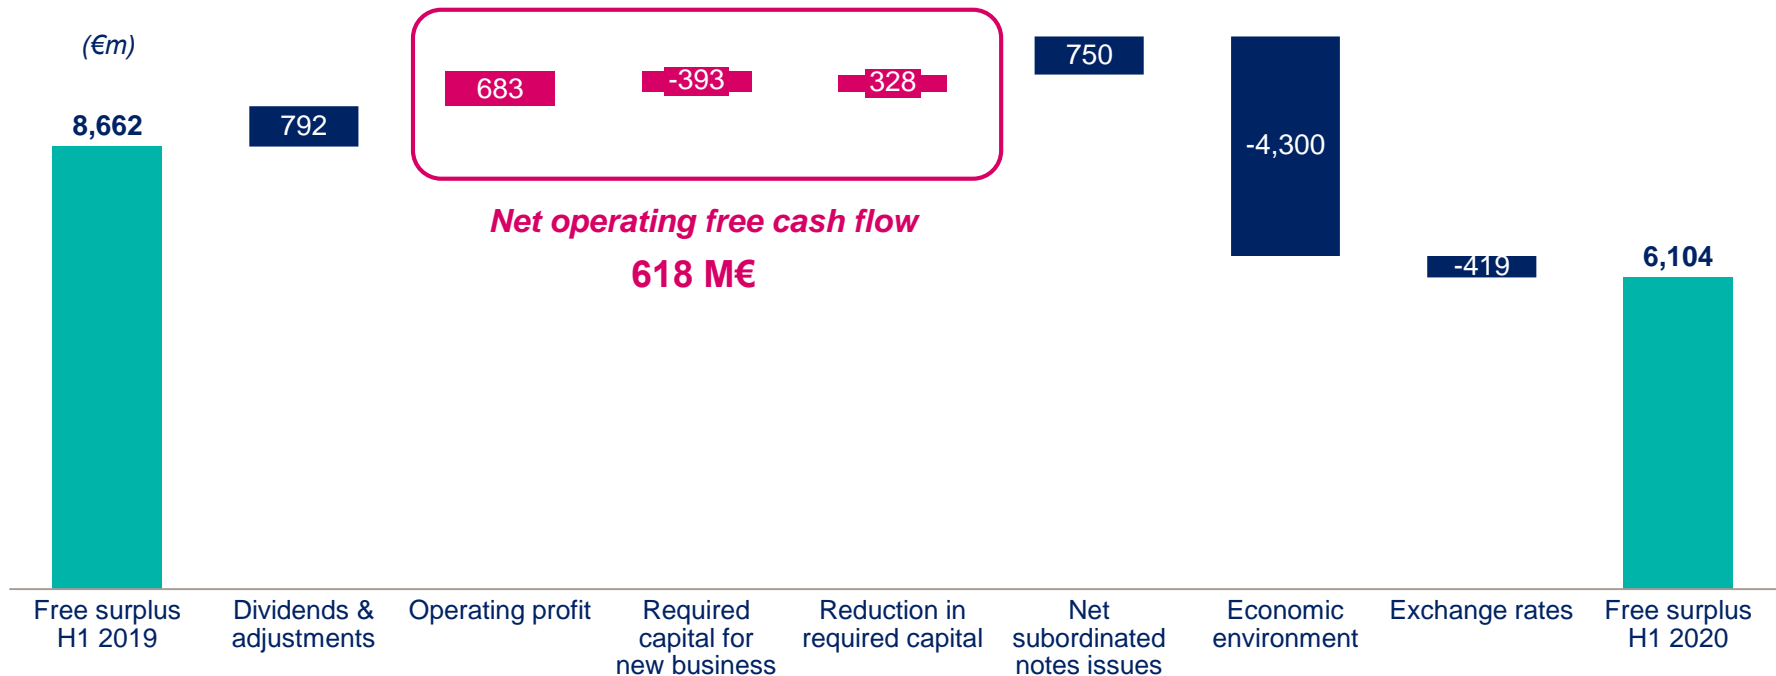 (€m)
8,662
792
683
-393
328
750
-4,300
-419
6,104
Net operating free cash flow
618 M€
Free surplus
H1 2019
Dividends &
adjustments
Operating profit
Required
capital for
new business
Reduction in
required capital
Net
subordinated
notes issues
Economic
environment
Exchange rates
Free surplus
H1 2020